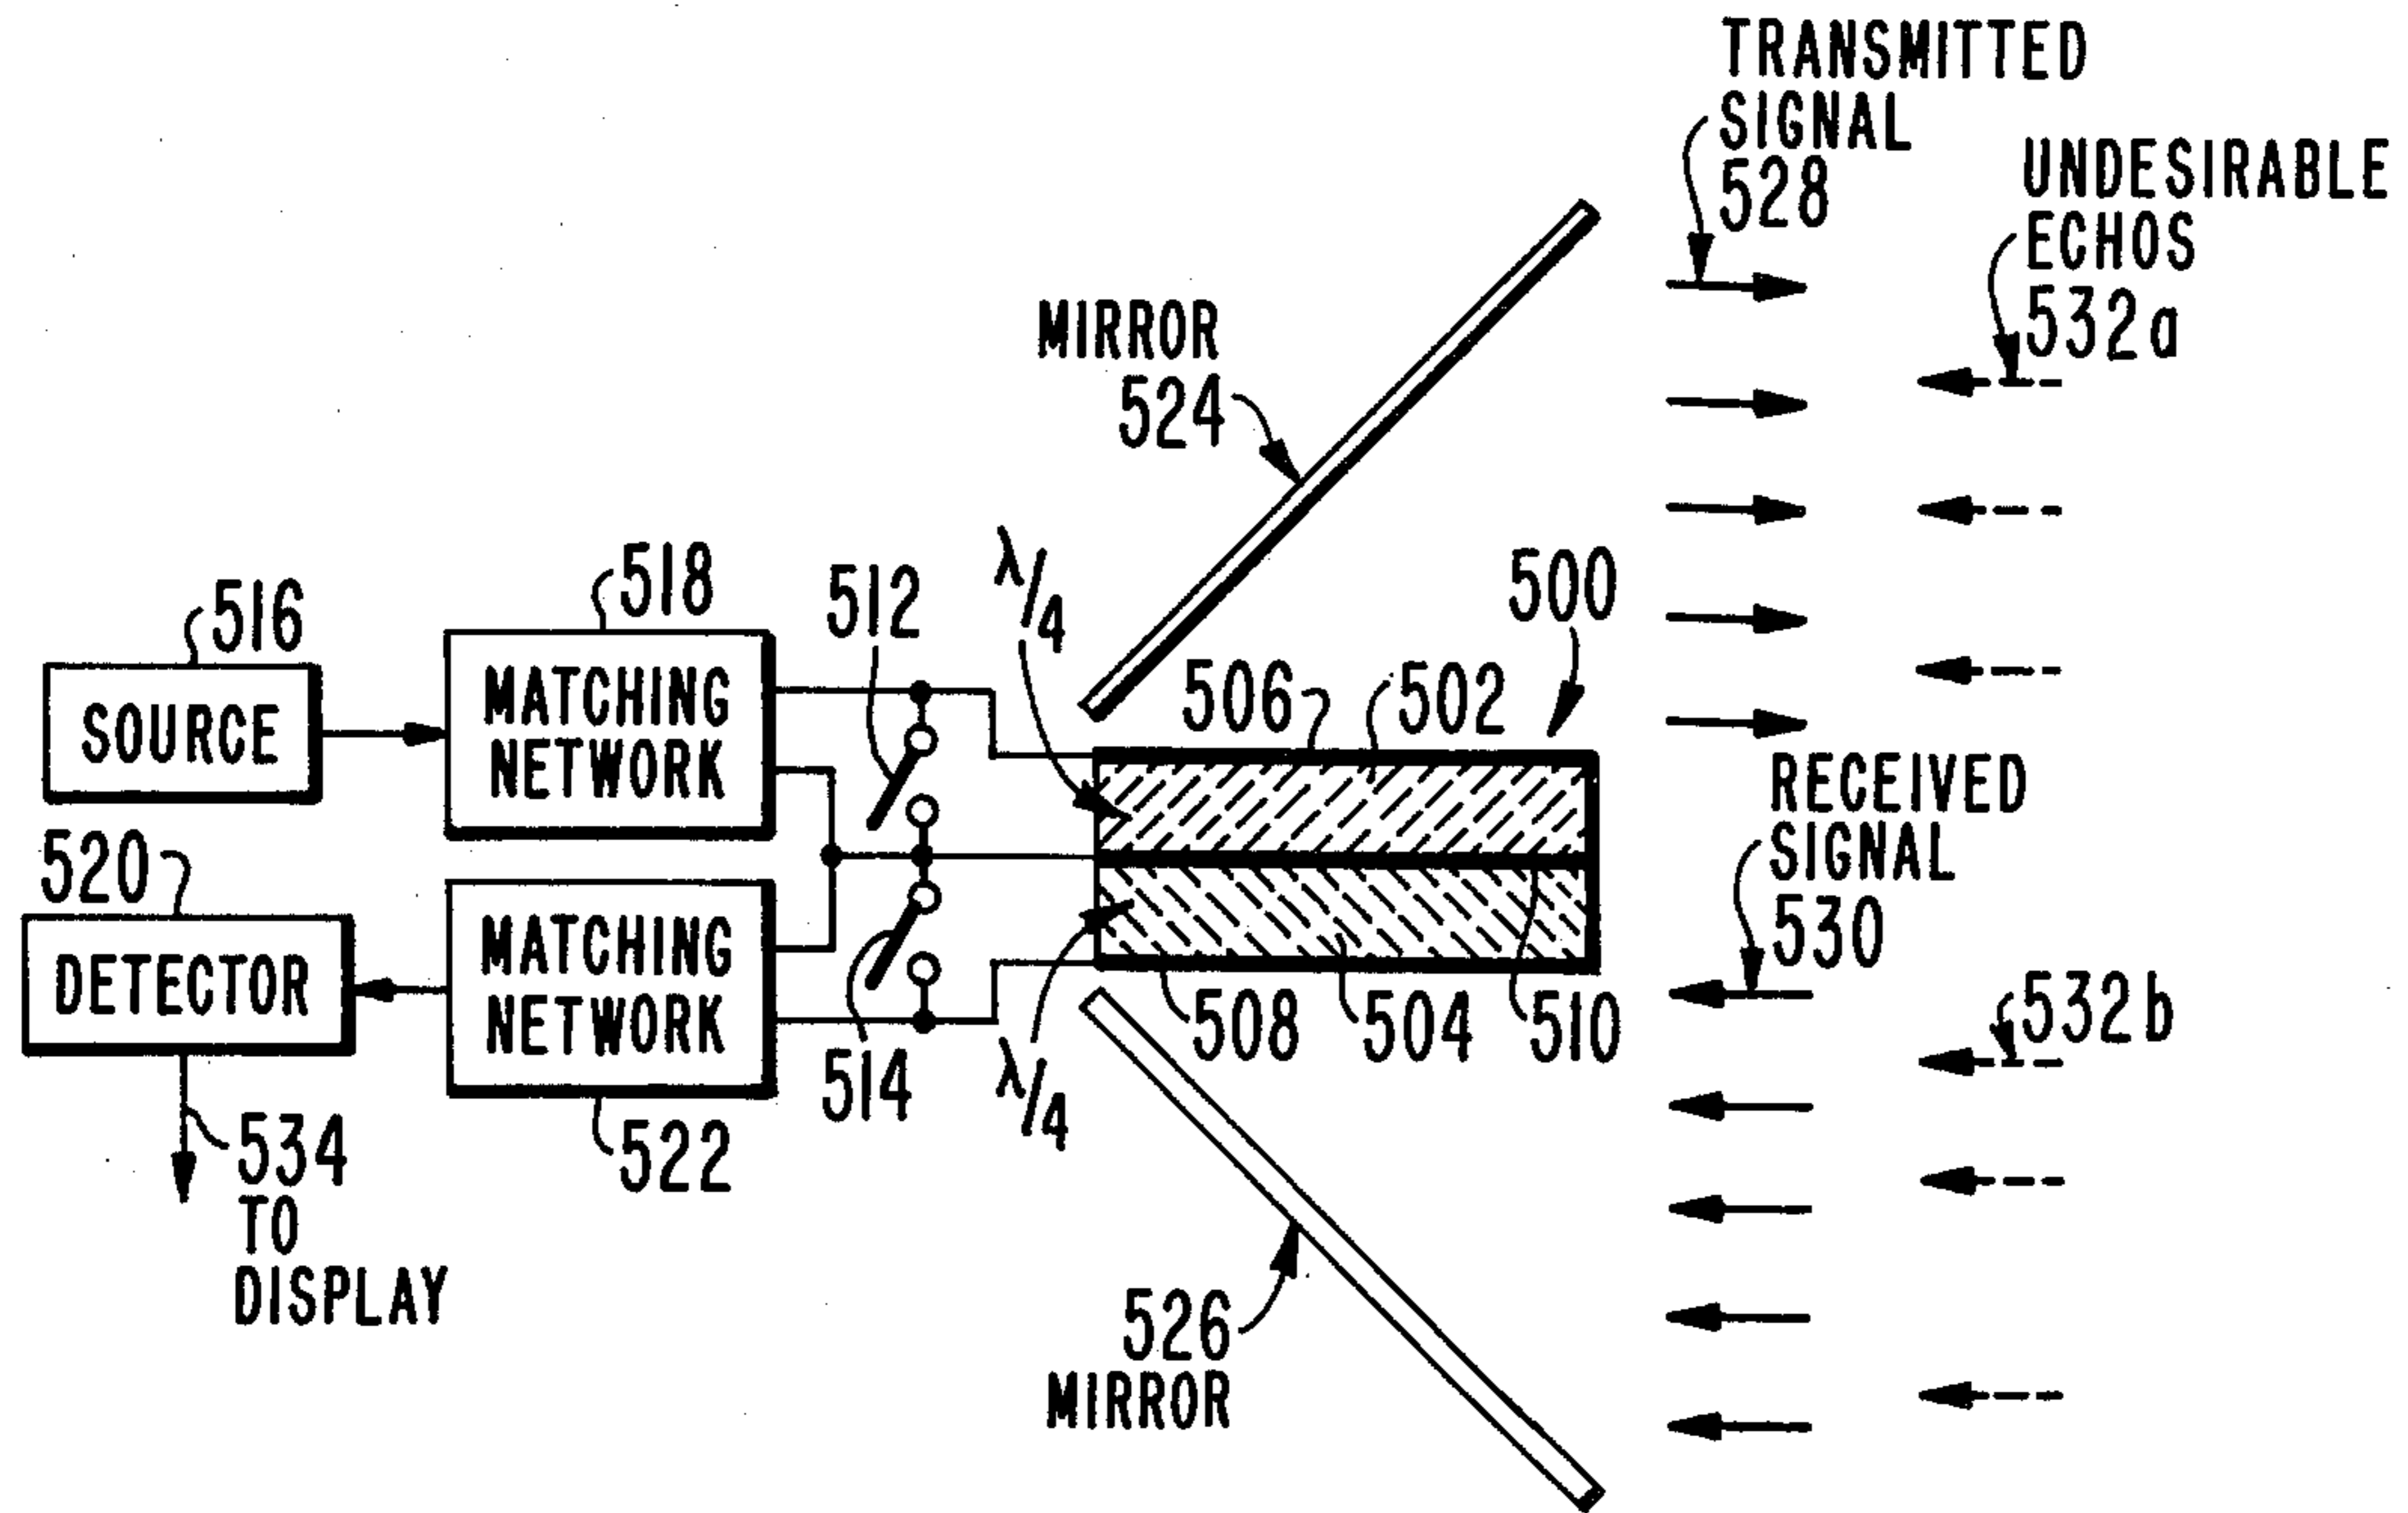 TRANSMITTED
SIGNAL
528
UNDESIRABLE
ECHOS
532a
MIRROR
524
λ/4
500
518
512
516
506
502
SOURCE
MATCHING
NETWORK
RECEIVED
SIGNAL
530
520
DETECTOR
MATCHING
NETWORK
508
504
510
532b
514
λ/4
534
TO
DISPLAY
522
526
MIRROR